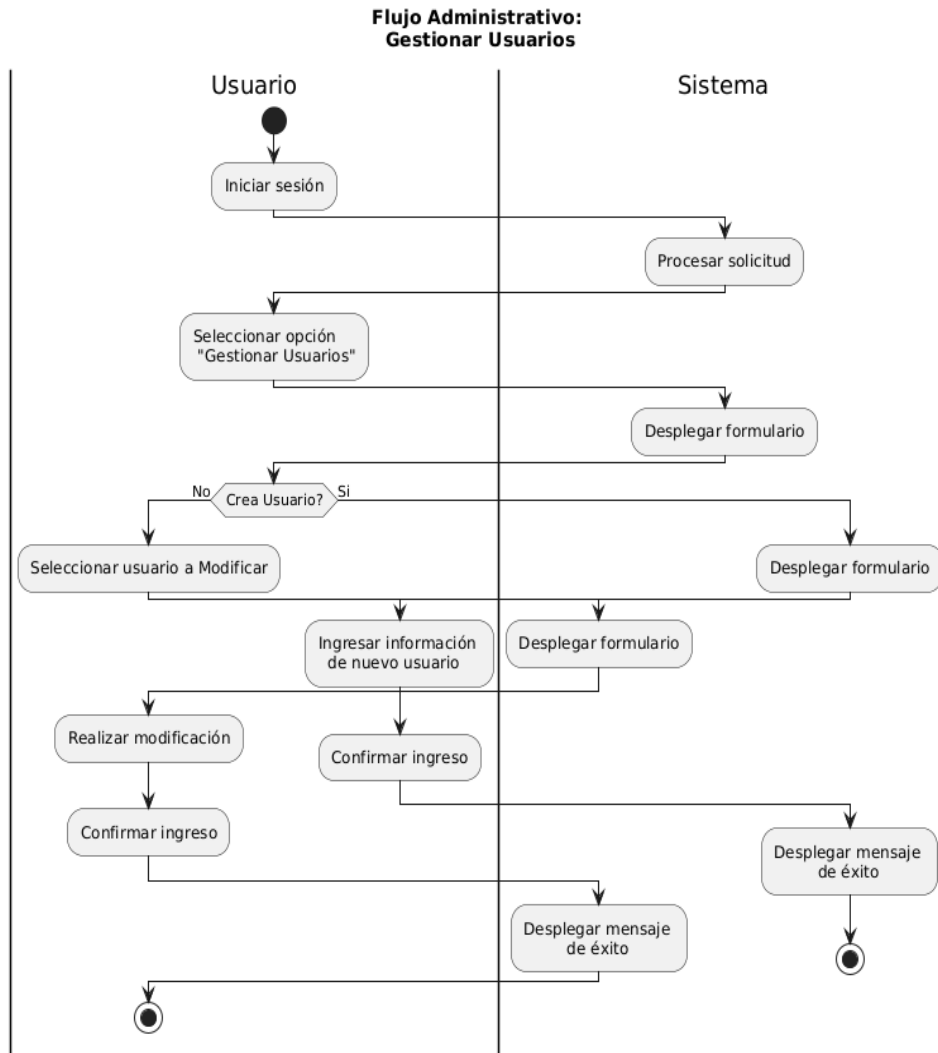 Flujo Administrativo:
Gestionar Usuarios
Usuario
Sistema
Iniciar sesión
Procesar solicitud
Seleccionar opción
"Gestionar Usuarios"
Desplegar formulario
No
Crea Usuario?
Si
Seleccionar usuario a Modificar
Desplegar formulario
Ingresar información
de nuevo usuario
Desplegar formulario
Realizar modificación
Confirmar ingreso
Confirmar ingreso
Desplegar mensaje
de éxito
Desplegar mensaje
de éxito